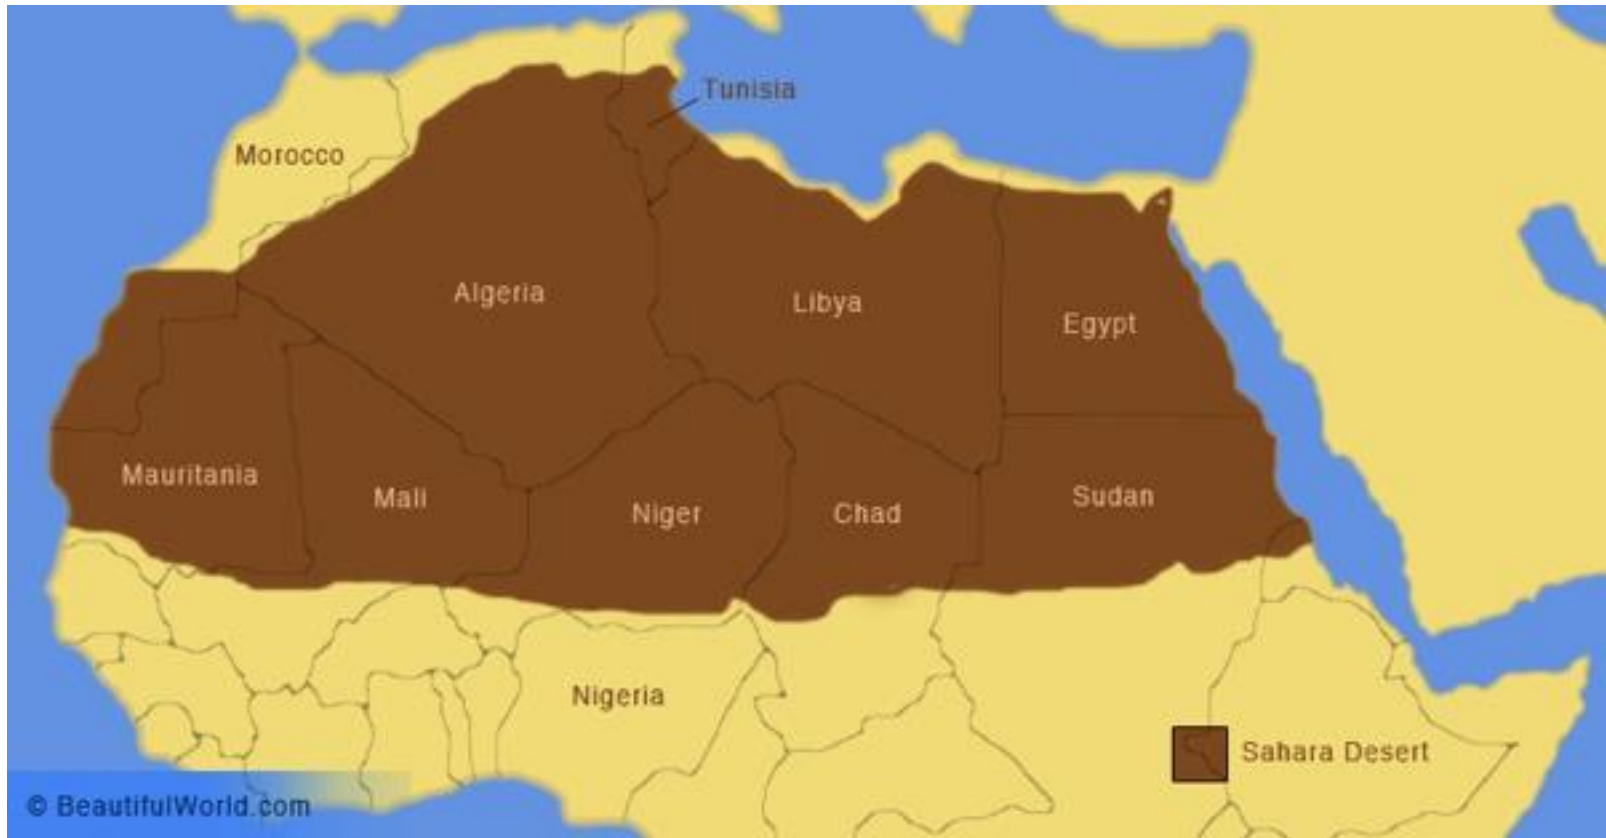 Tunisia
Morocco
Algeria
Libya
Egypt
Mauritania
Mali
Niger
Chad
Sudan
Nigeria
Sahara Desert
© BeautifulWorld.com